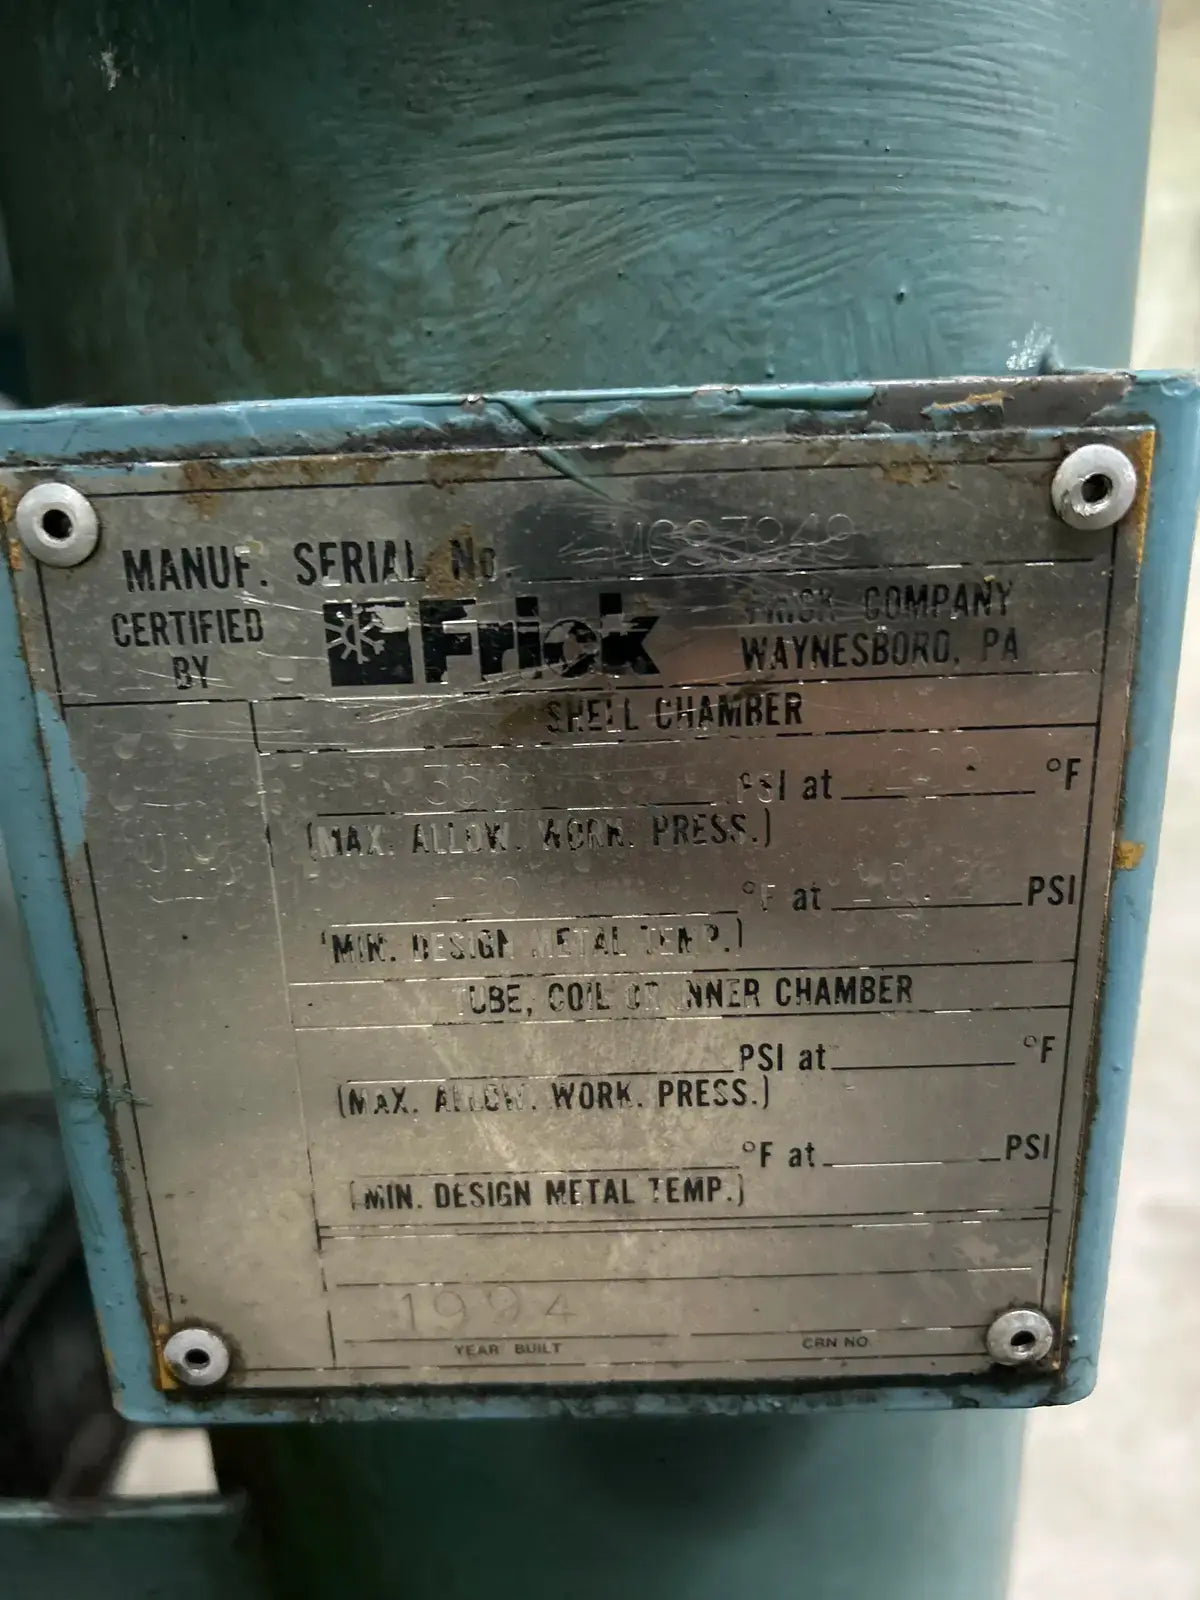 MANUF. SERIAL No.
CERTIFIED BY
Frick
FRICK COMPANY
WAYNESBORO, PA
SHELL CHAMBER
PSI at °F
(MAX. ALLOW. WORK. PRESS.)
-20 °F at PSI
(MIN. DESIGN METAL TEMP.)
TUBE, COIL OR INNER CHAMBER
PSI at °F
(MAX. ALLOW. WORK. PRESS.)
°F at PSI
(MIN. DESIGN METAL TEMP.)
1994
YEAR BUILT CRN NO.